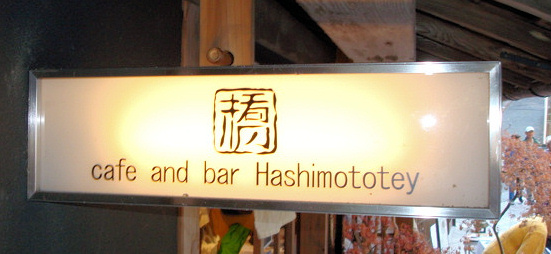 橋
cafe and bar Hashimototey